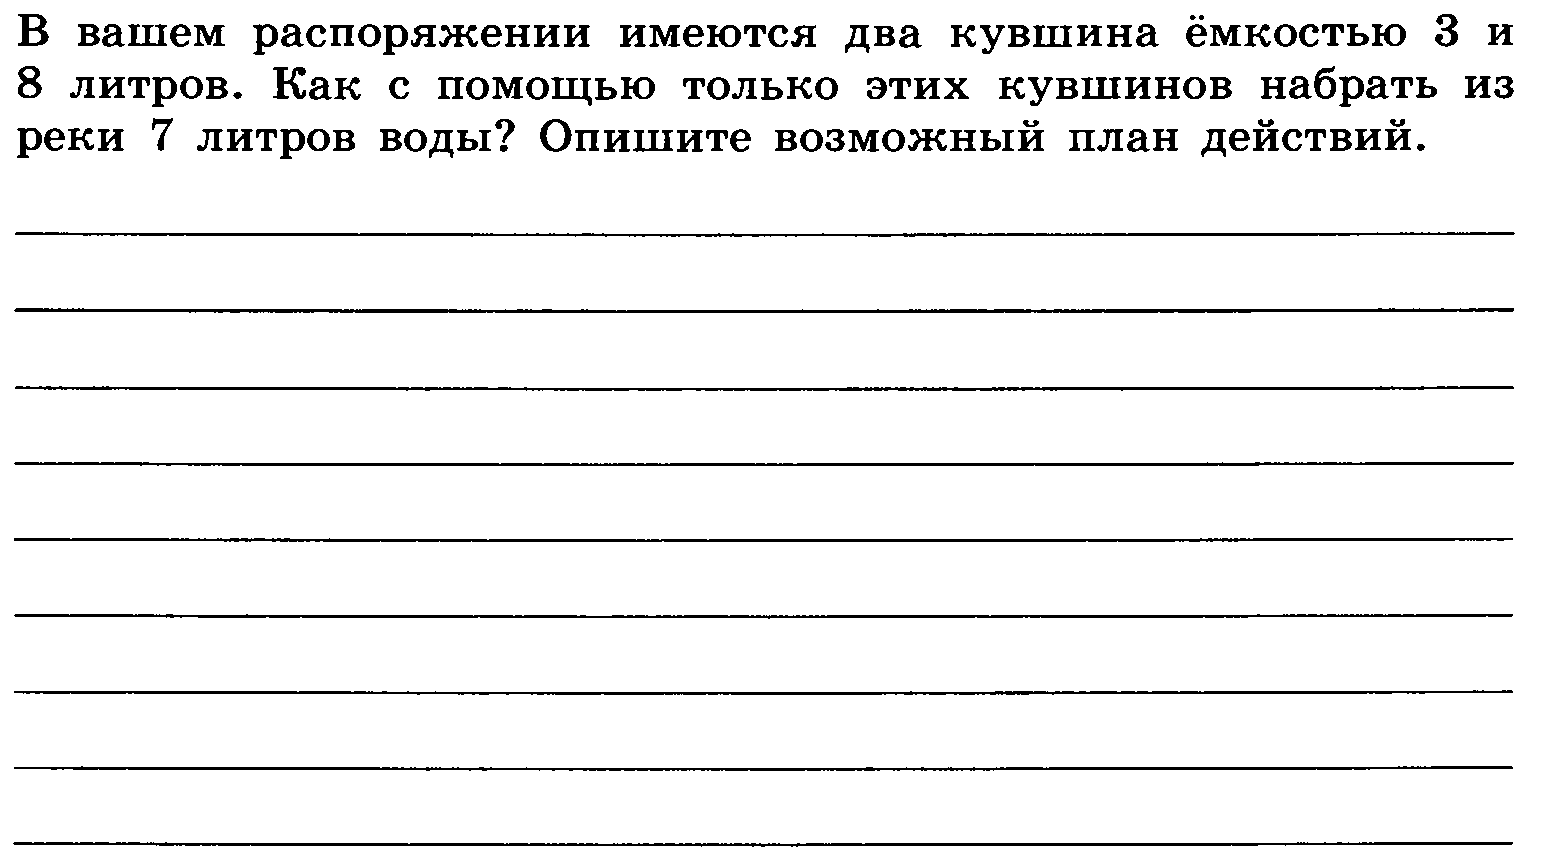 В вашем распоряжении имеются два кувшина ёмкостью 3 и
8 литров. Как с помощью только этих кувшинов набрать из
реки 7 литров воды? Опишите возможный план действий.